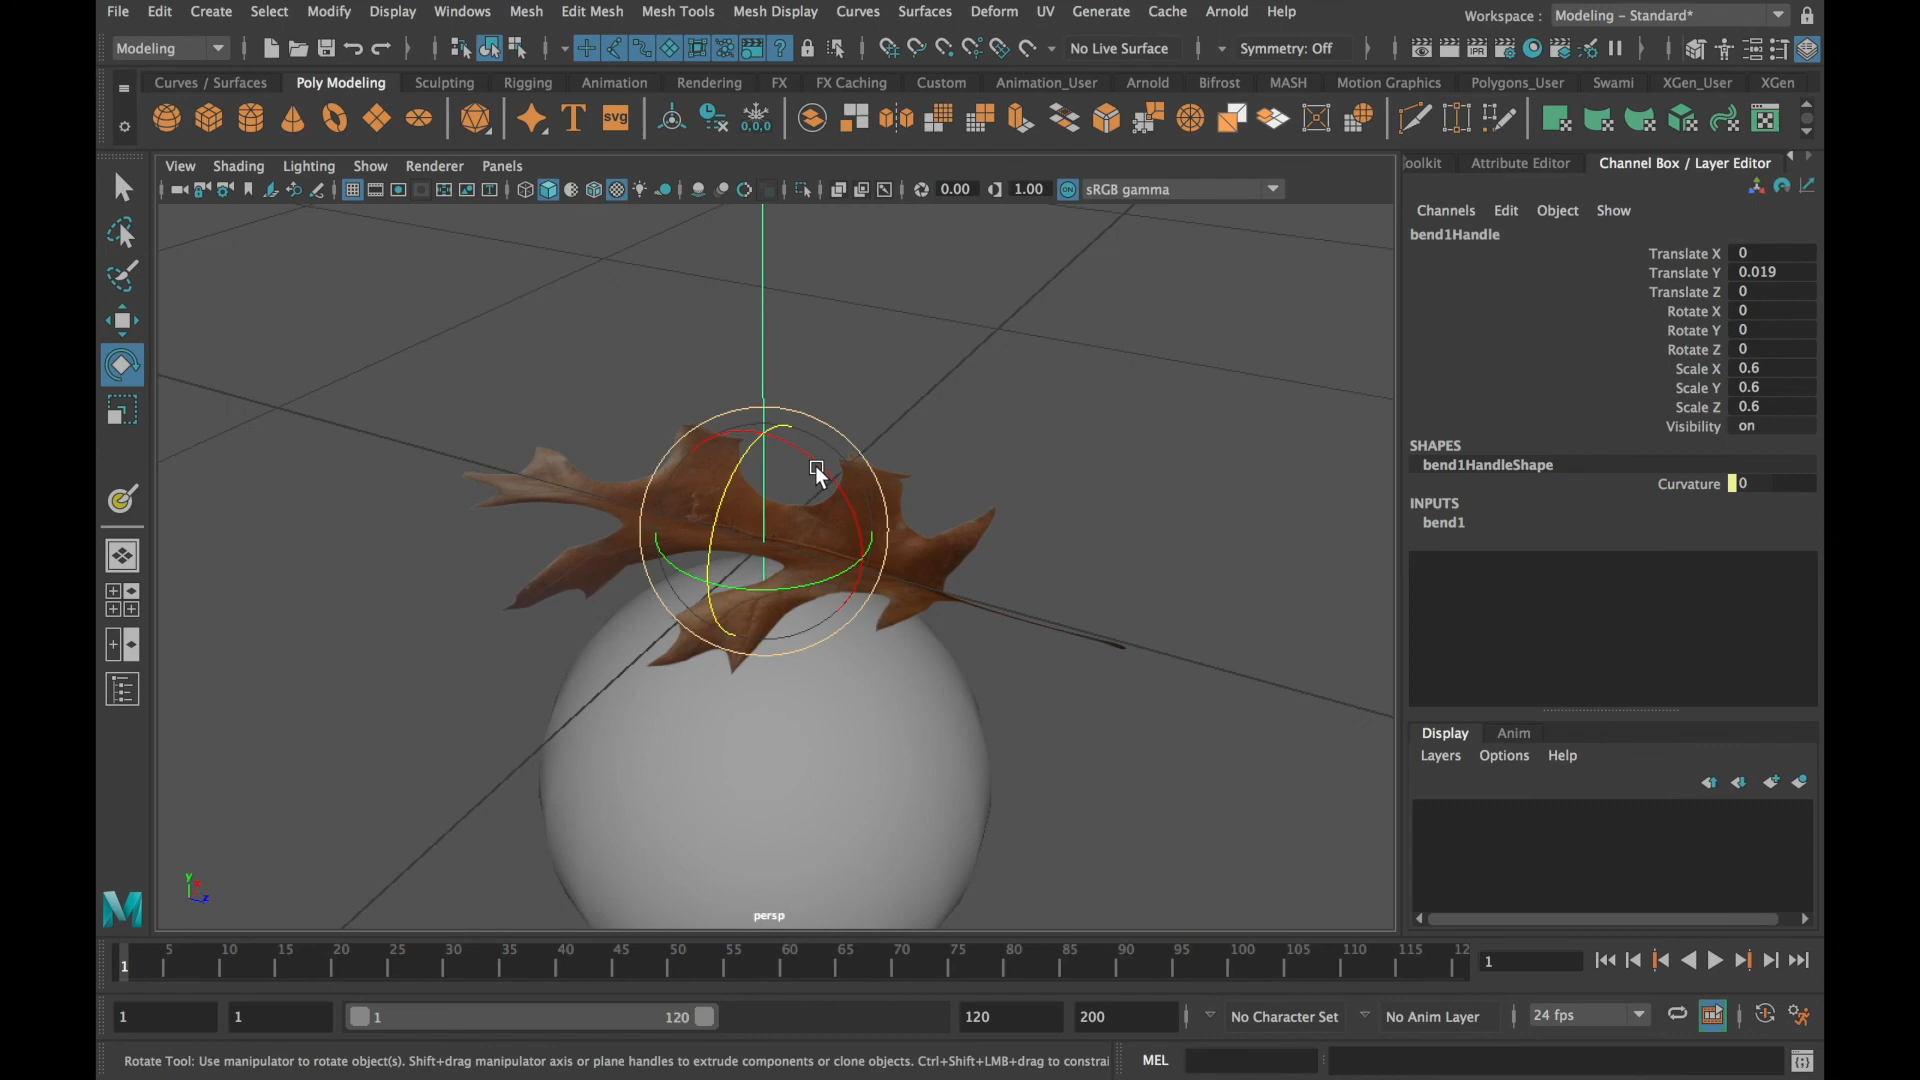 File Edit Create Select Modify Display Windows Mesh Edit Mesh Mesh Tools Mesh Display Curves Surfaces Deform UV Generate Cache Arnold Help
Workspace : Modeling - Standard*
Modeling
No Live Surface
Symmetry: Off
IPR
Curves / Surfaces Poly Modeling Sculpting Rigging Animation Rendering FX FX Caching Custom Animation_User Arnold Bifrost MASH Motion Graphics Polygons_User Swami XGen_User XGen
T svg 0,0,0
View Shading Lighting Show Renderer Panels
0.00 1.00 ON sRGB gamma
oolkit Attribute Editor Channel Box / Layer Editor
Channels Edit Object Show
bend1Handle
Translate X 0
Translate Y 0.019
Translate Z 0
Rotate X 0
Rotate Y 0
Rotate Z 0
Scale X 0.6
Scale Y 0.6
Scale Z 0.6
Visibility on
SHAPES
bend1HandleShape
Curvature 0
INPUTS
bend1
Display Anim
Layers Options Help
y
x
z
persp
5 10 15 20 25 30 35 40 45 50 55 60 65 70 75 80 85 90 95 100 105 110 115 12
1
1
1 1 1 120 120 200 No Character Set No Anim Layer 24 fps
Rotate Tool: Use manipulator to rotate object(s). Shift+drag manipulator axis or plane handles to extrude components or clone objects. Ctrl+Shift+LMB+drag to constrai
MEL